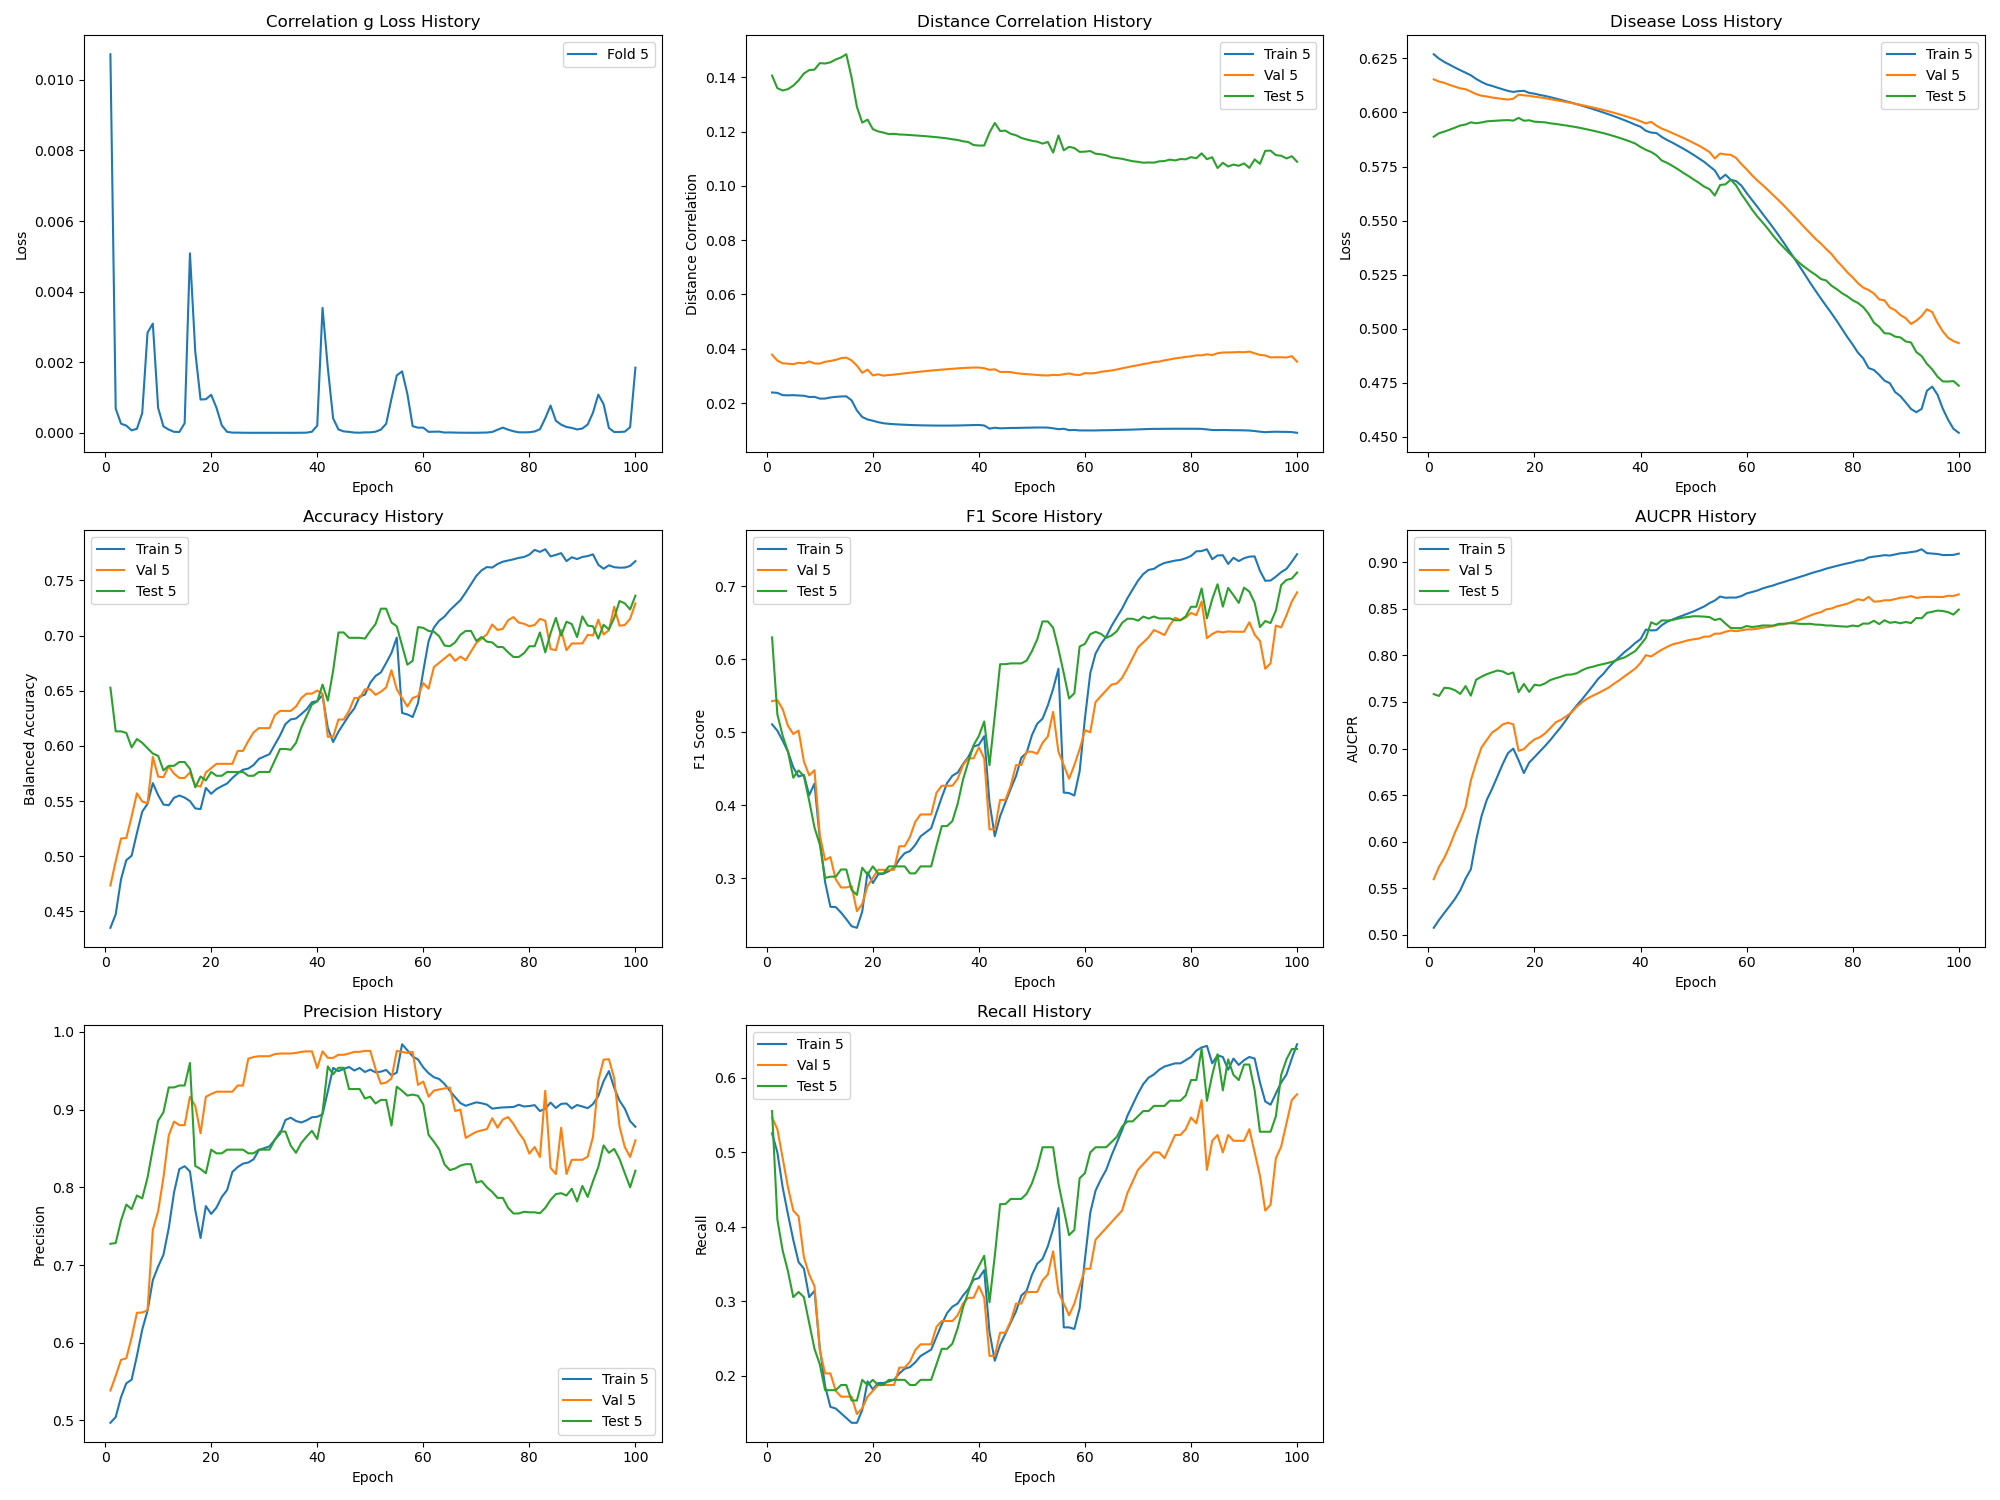 Correlation g Loss History
Fold 5
0.010
0.008
0.006
0.004
0.002
0.000
Loss
0 20 40 60 80 100
Epoch
Distance Correlation History
Train 5
Val 5
Test 5
0.14
0.12
0.10
0.08
0.06
0.04
0.02
Distance Correlation
0 20 40 60 80 100
Epoch
Disease Loss History
Train 5
Val 5
Test 5
0.625
0.600
0.575
0.550
0.525
0.500
0.475
0.450
Loss
0 20 40 60 80 100
Epoch
Accuracy History
Train 5
Val 5
Test 5
0.75
0.70
0.65
0.60
0.55
0.50
0.45
Balanced Accuracy
0 20 40 60 80 100
Epoch
F1 Score History
Train 5
Val 5
Test 5
0.7
0.6
0.5
0.4
0.3
F1 Score
0 20 40 60 80 100
Epoch
AUCPR History
Train 5
Val 5
Test 5
0.90
0.85
0.80
0.75
0.70
0.65
0.60
0.55
0.50
AUCPR
0 20 40 60 80 100
Epoch
Precision History
1.0
0.9
0.8
0.7
0.6
0.5
Precision
Train 5
Val 5
Test 5
0 20 40 60 80 100
Epoch
Recall History
Train 5
Val 5
Test 5
0.6
0.5
0.4
0.3
0.2
Recall
0 20 40 60 80 100
Epoch